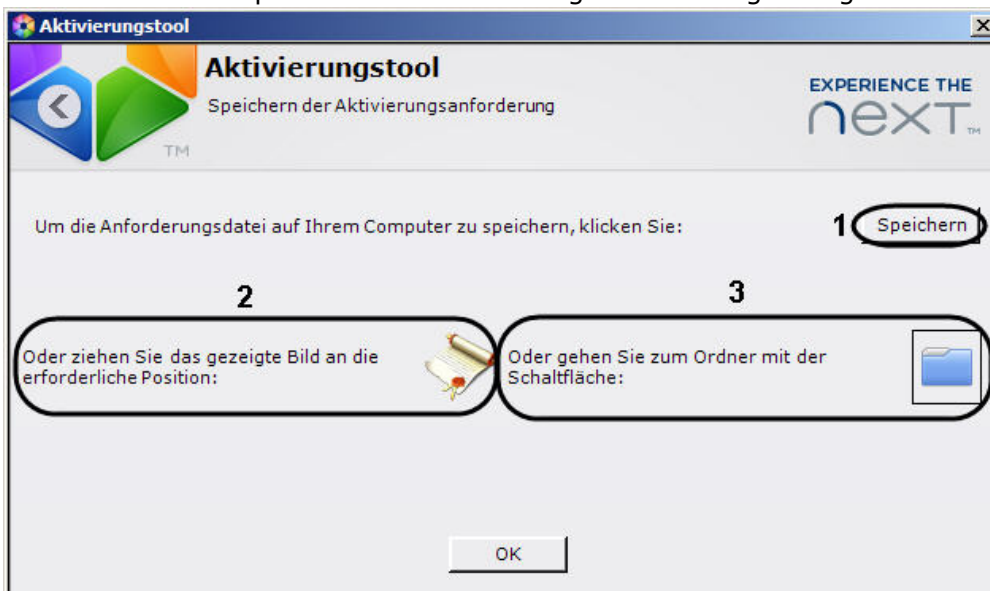 Aktivierungstool
Aktivierungstool
Speichern der Aktivierungsanforderung
EXPERIENCE THE
nexT™
TM
Um die Anforderungsdatei auf Ihrem Computer zu speichern, klicken Sie:
1
Speichern
2
3
Oder ziehen Sie das gezeigte Bild an die
erforderliche Position:
Oder gehen Sie zum Ordner mit der
Schaltfläche:
OK